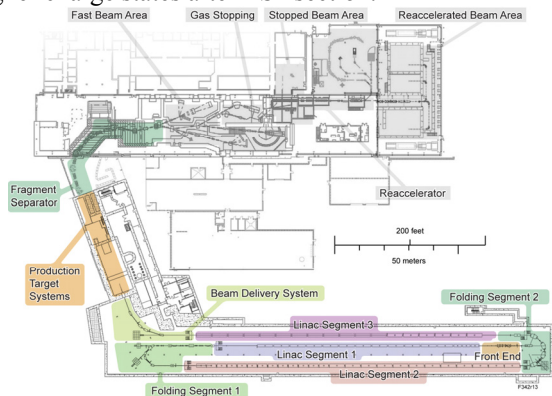 Fast Beam Area
Gas Stopping
Stopped Beam Area
Reaccelerated Beam Area
Fragment
Separator
Reaccelerator
200 feet
50 meters
Production
Target
Systems
Beam Delivery System
Folding Segment 2
Linac Segment 3
Linac Segment 1
Front End
Linac Segment 2
Folding Segment 1
F342r13